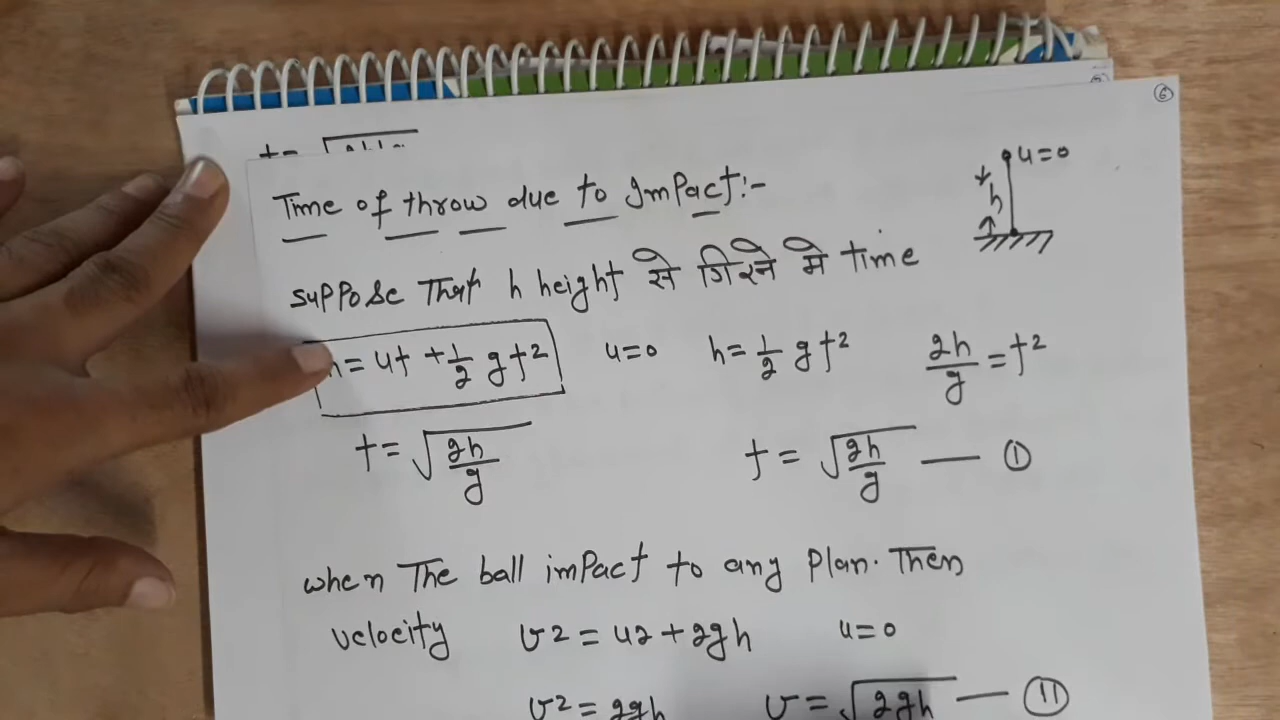 ⑥
u=0
h
Time of throw due to Impact:-
suppose That h height से गिरने मे time
h = ut + 1/2 gt² u=0 h = 1/2 gt² 2h/g = t²
t = √2h/g t = √2h/g — ①
when The ball impact to any plan. Then
velocity v2 = u2 + 2gh u=0
v2 = 2gh v = √2gh — ⑪